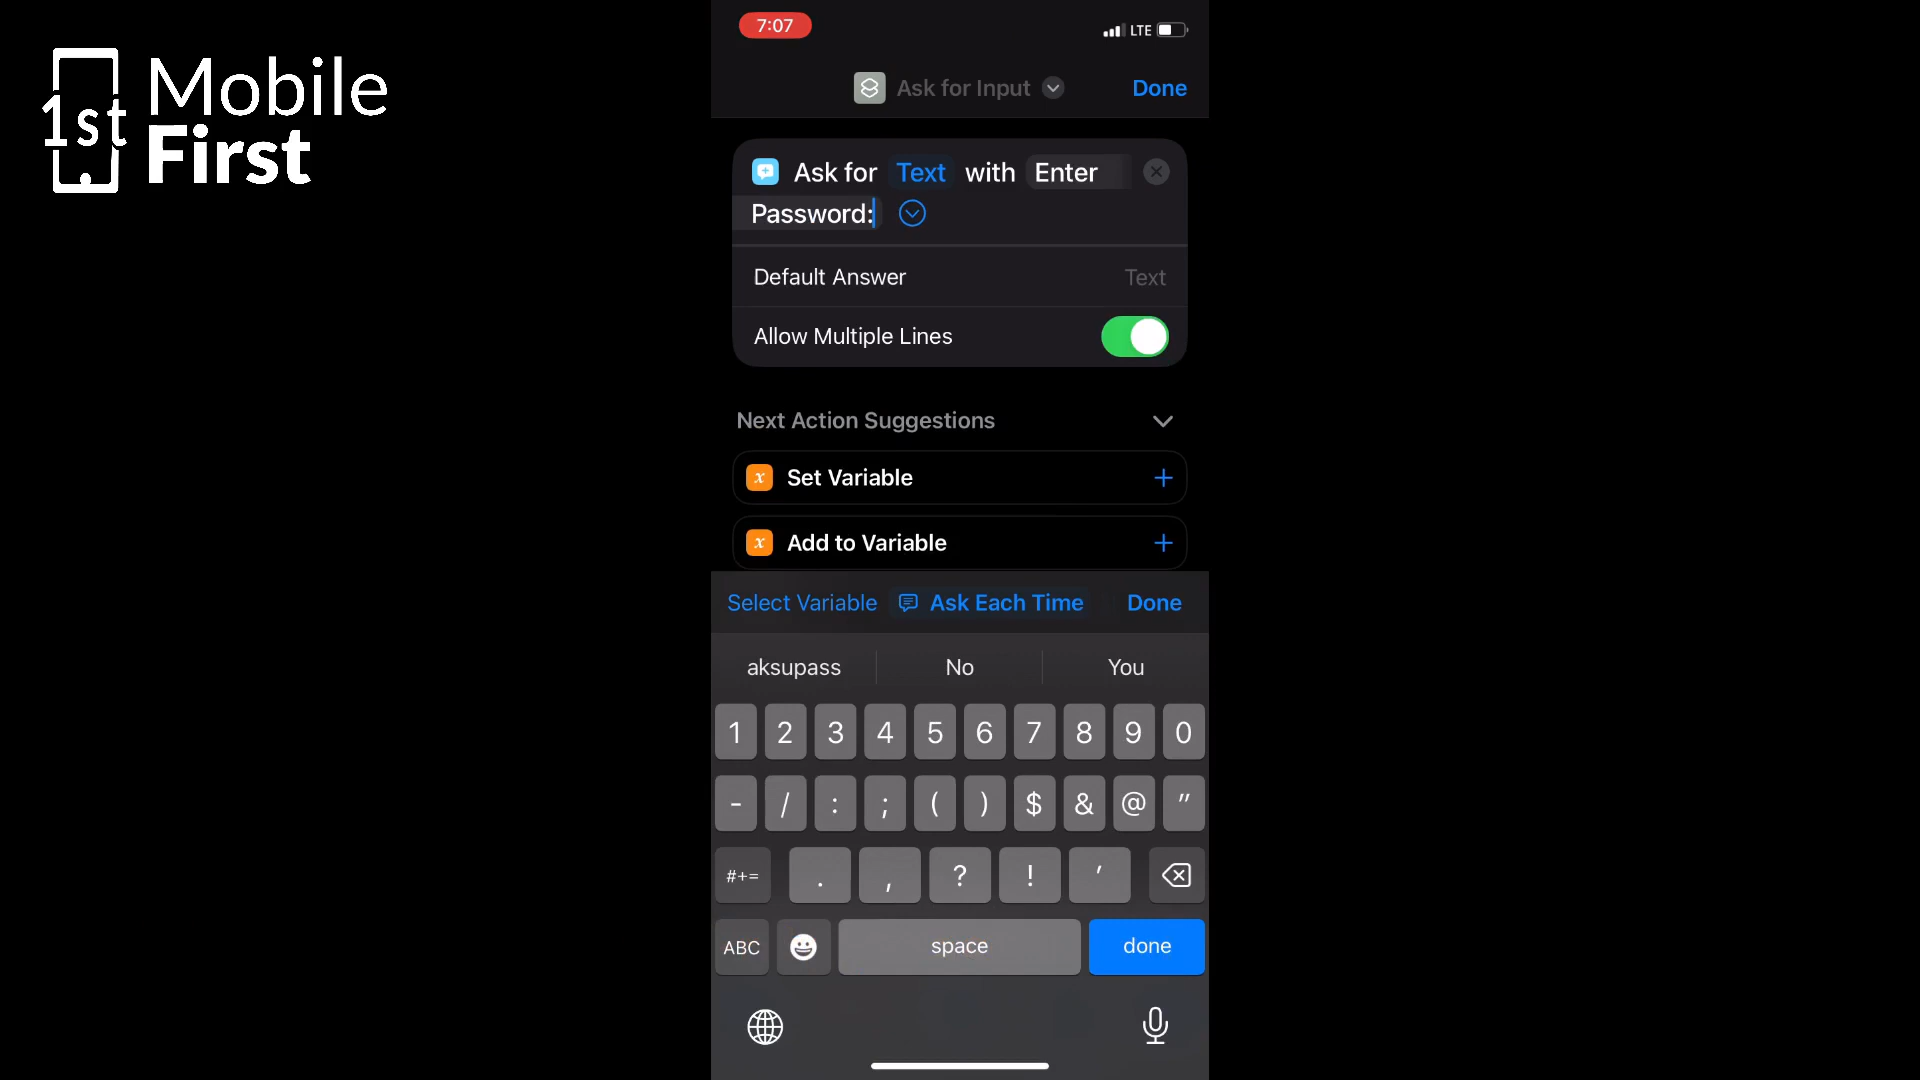 1st Mobile
First
7:07
LTE
Ask for Input
Done
Ask for Text with Enter
Password:
Default Answer Text
Allow Multiple Lines
Next Action Suggestions
x Set Variable +
x Add to Variable +
Select Variable Ask Each Time Done
aksupass No You
1 2 3 4 5 6 7 8 9 0
- / : ; ( ) $ & @ "
#+= . , ? ! '
ABC space done